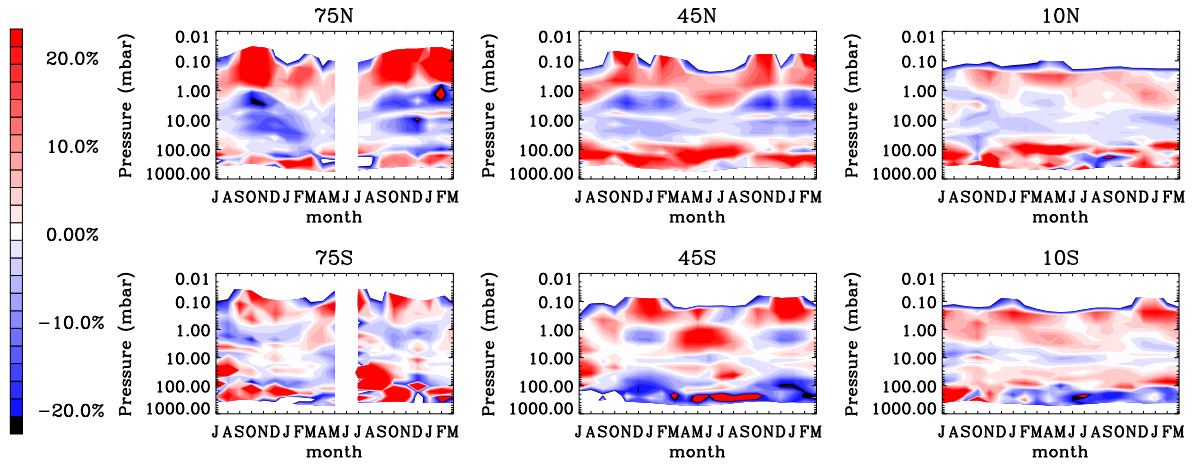 75N 45N 10N
20.0%
10.0%
0.00%
−10.0%
−20.0%
Pressure (mbar)
0.01
0.10
1.00
10.00
100.00
1000.00
J A S O N D J F M A M J J A S O N D J F M
month
Pressure (mbar)
0.01
0.10
1.00
10.00
100.00
1000.00
J A S O N D J F M A M J J A S O N D J F M
month
Pressure (mbar)
0.01
0.10
1.00
10.00
100.00
1000.00
J A S O N D J F M A M J J A S O N D J F M
month
75S 45S 10S
Pressure (mbar)
0.01
0.10
1.00
10.00
100.00
1000.00
J A S O N D J F M A M J J A S O N D J F M
month
Pressure (mbar)
0.01
0.10
1.00
10.00
100.00
1000.00
J A S O N D J F M A M J J A S O N D J F M
month
Pressure (mbar)
0.01
0.10
1.00
10.00
100.00
1000.00
J A S O N D J F M A M J J A S O N D J F M
month